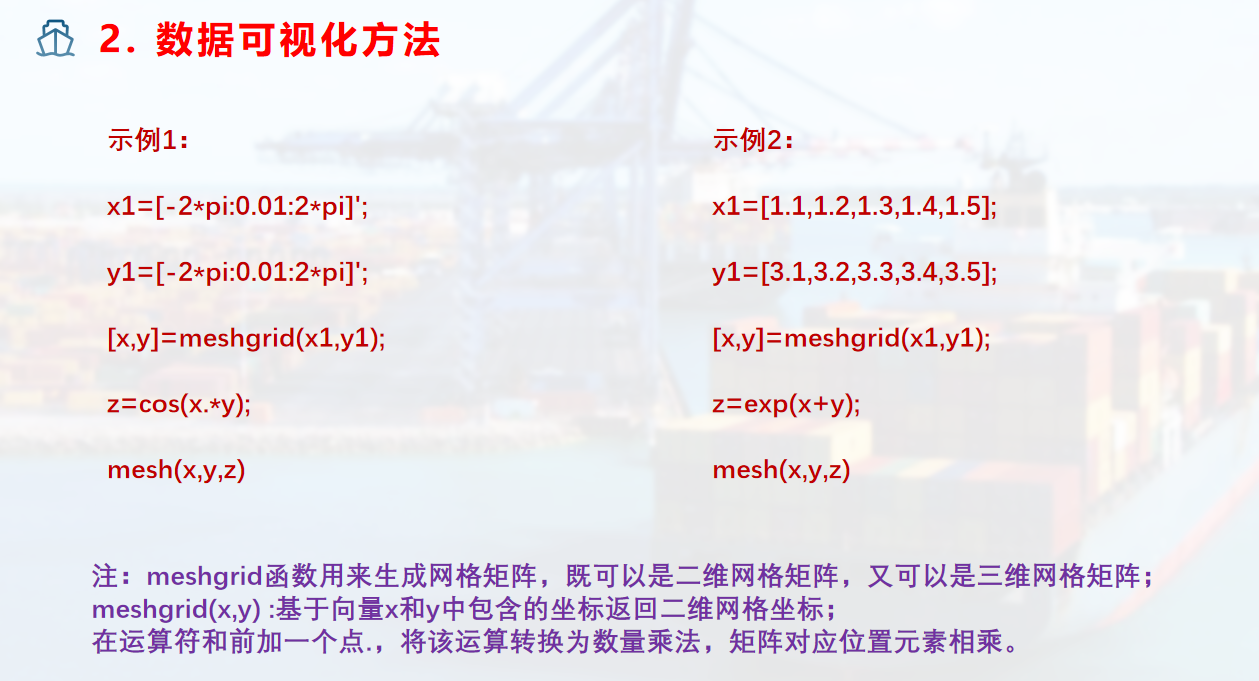 2. 数据可视化方法
示例1：
x1=[-2*pi:0.01:2*pi]';
y1=[-2*pi:0.01:2*pi]';
[x,y]=meshgrid(x1,y1);
z=cos(x.*y);
mesh(x,y,z)
示例2：
x1=[1.1,1.2,1.3,1.4,1.5];
y1=[3.1,3.2,3.3,3.4,3.5];
[x,y]=meshgrid(x1,y1);
z=exp(x+y);
mesh(x,y,z)
注：meshgrid函数用来生成网格矩阵，既可以是二维网格矩阵，又可以是三维网格矩阵；
meshgrid(x,y) :基于向量x和y中包含的坐标返回二维网格坐标；
在运算符和前加一个点.，将该运算转换为数量乘法，矩阵对应位置元素相乘。